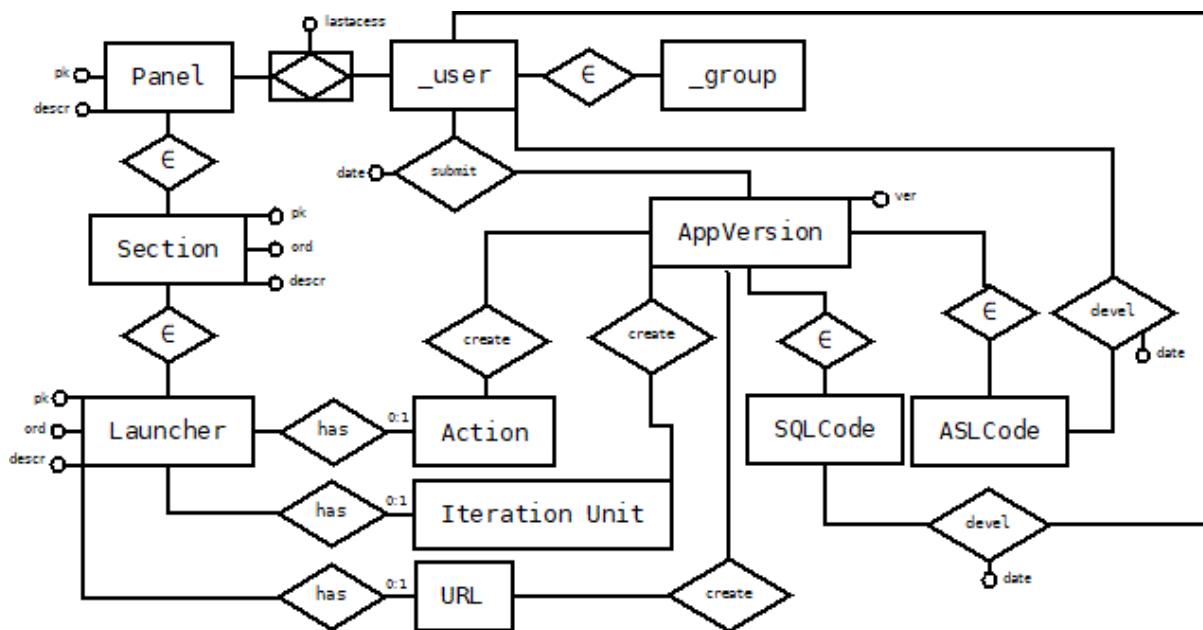 lastacess
pk
Panel
_user
∈
_group
descr
∈
date
submit
ver
pk
AppVersion
Section
ord
descr
∈
create
create
∈
∈
devel
date
pk
0:1
ord
Launcher
has
Action
SQLCode
ASLCode
descr
0:1
has
Iteration Unit
devel
date
0:1
has
URL
create